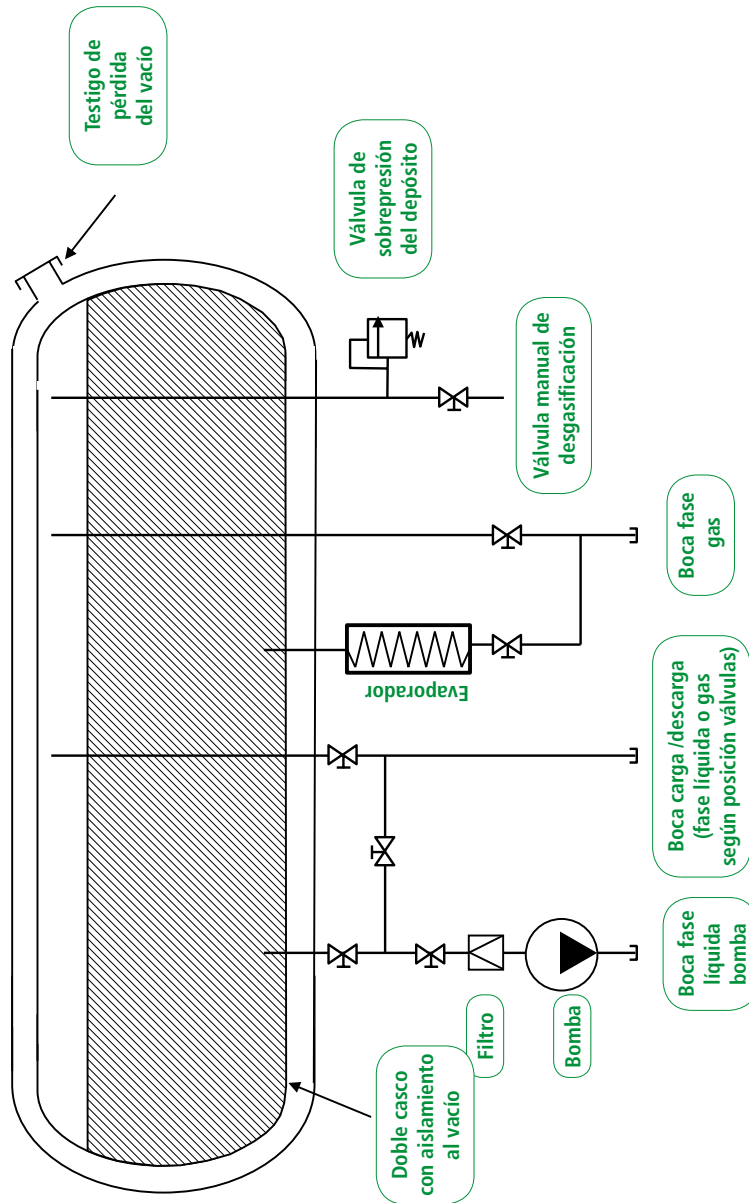 Testigo de
pérdida
del vacío
Válvula de
sobrepresión
del depósito
Válvula manual de
desgasificación
Boca fase
gas
Evaporador
Boca carga /descarga
(fase líquida o gas
según posición válvulas)
Boca fase
líquida
bomba
Filtro
Bomba
Doble casco
con aislamiento
al vacío